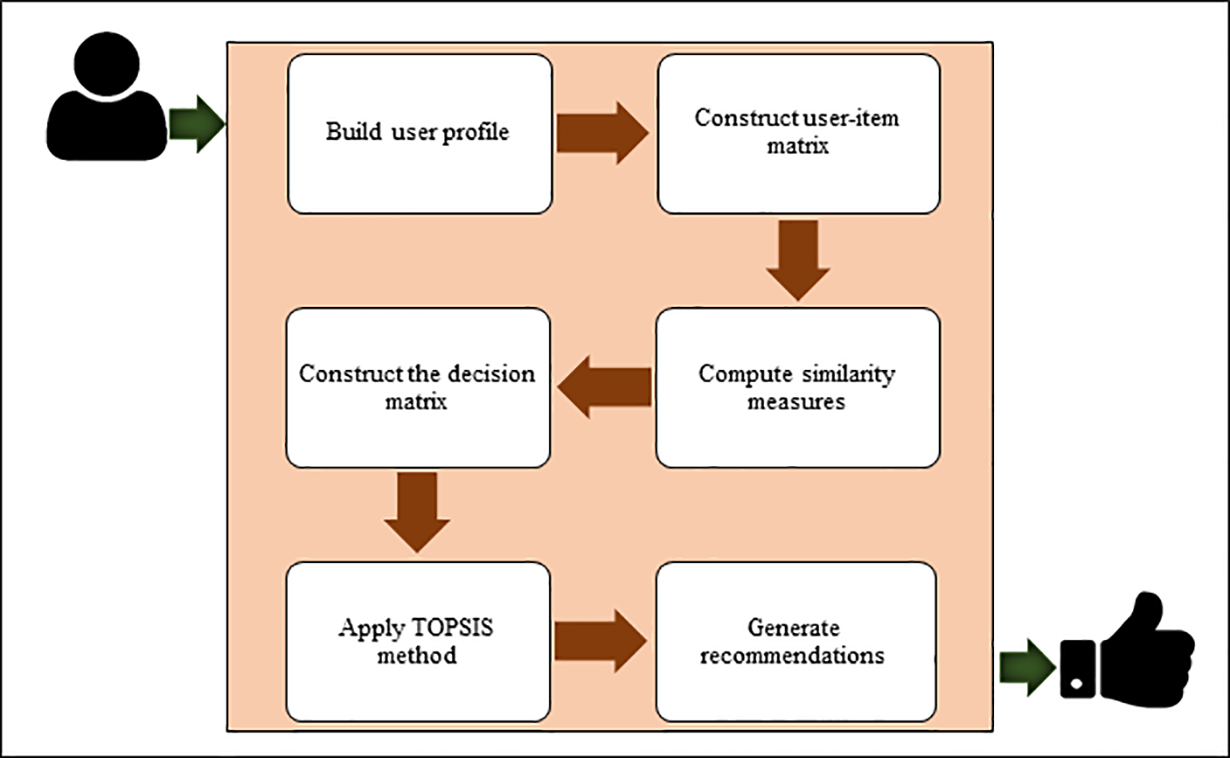 Build user profile
Construct user-item
matrix
Compute similarity
measures
Construct the decision
matrix
Apply TOPSIS
method
Generate
recommendations